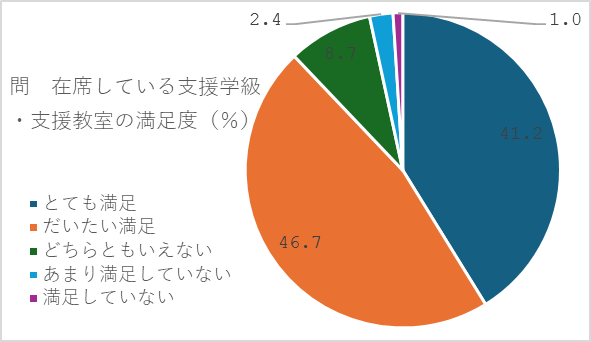 2.4
1.0
8.7
問　在席している支援学級
・支援教室の満足度（%）
41.2
46.7
とても満足
だいたい満足
どちらともいえない
あまり満足していない
満足していない